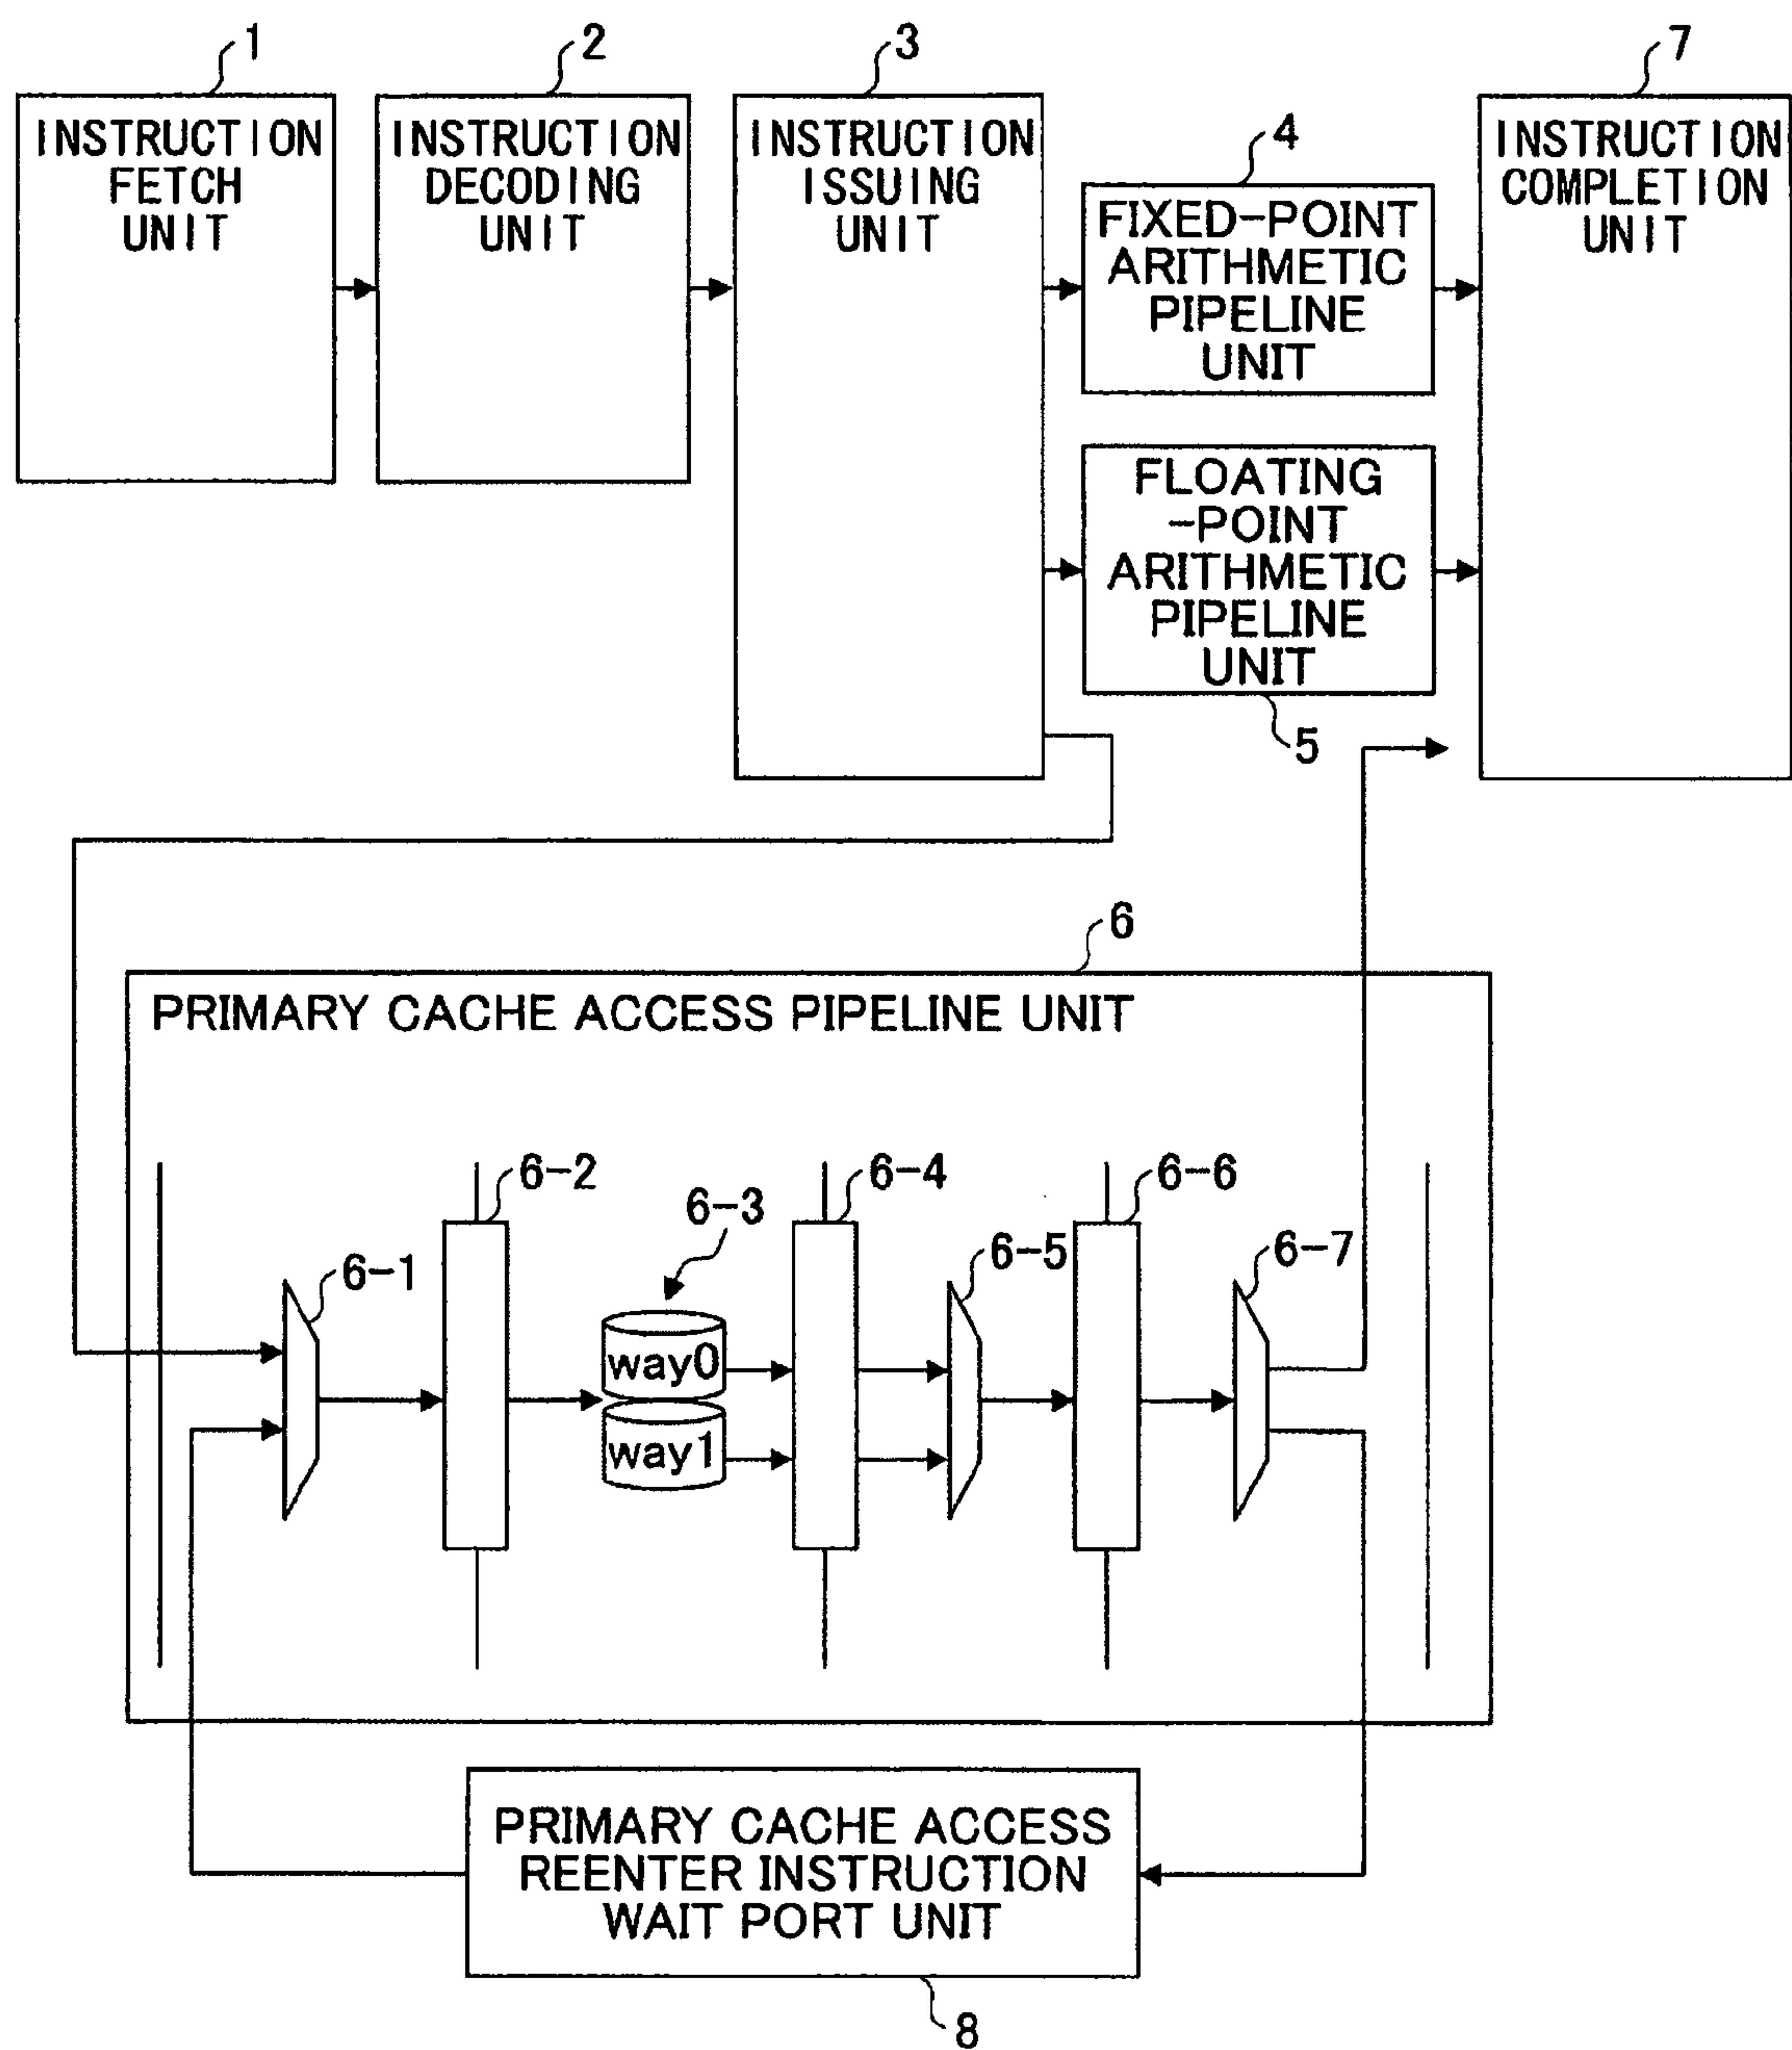 1
2
3
7
INSTRUCTION
FETCH
UNIT
INSTRUCTION
DECODING
UNIT
INSTRUCTION
ISSUING
UNIT
4
FIXED-POINT
ARITHMETIC
PIPELINE
UNIT
INSTRUCTION
COMPLETION
UNIT
FLOATING
-POINT
ARITHMETIC
PIPELINE
UNIT
5
6
PRIMARY CACHE ACCESS PIPELINE UNIT
6-1
6-2
6-3
6-4
6-5
6-6
6-7
way0
way1
PRIMARY CACHE ACCESS
REENTER INSTRUCTION
WAIT PORT UNIT
8